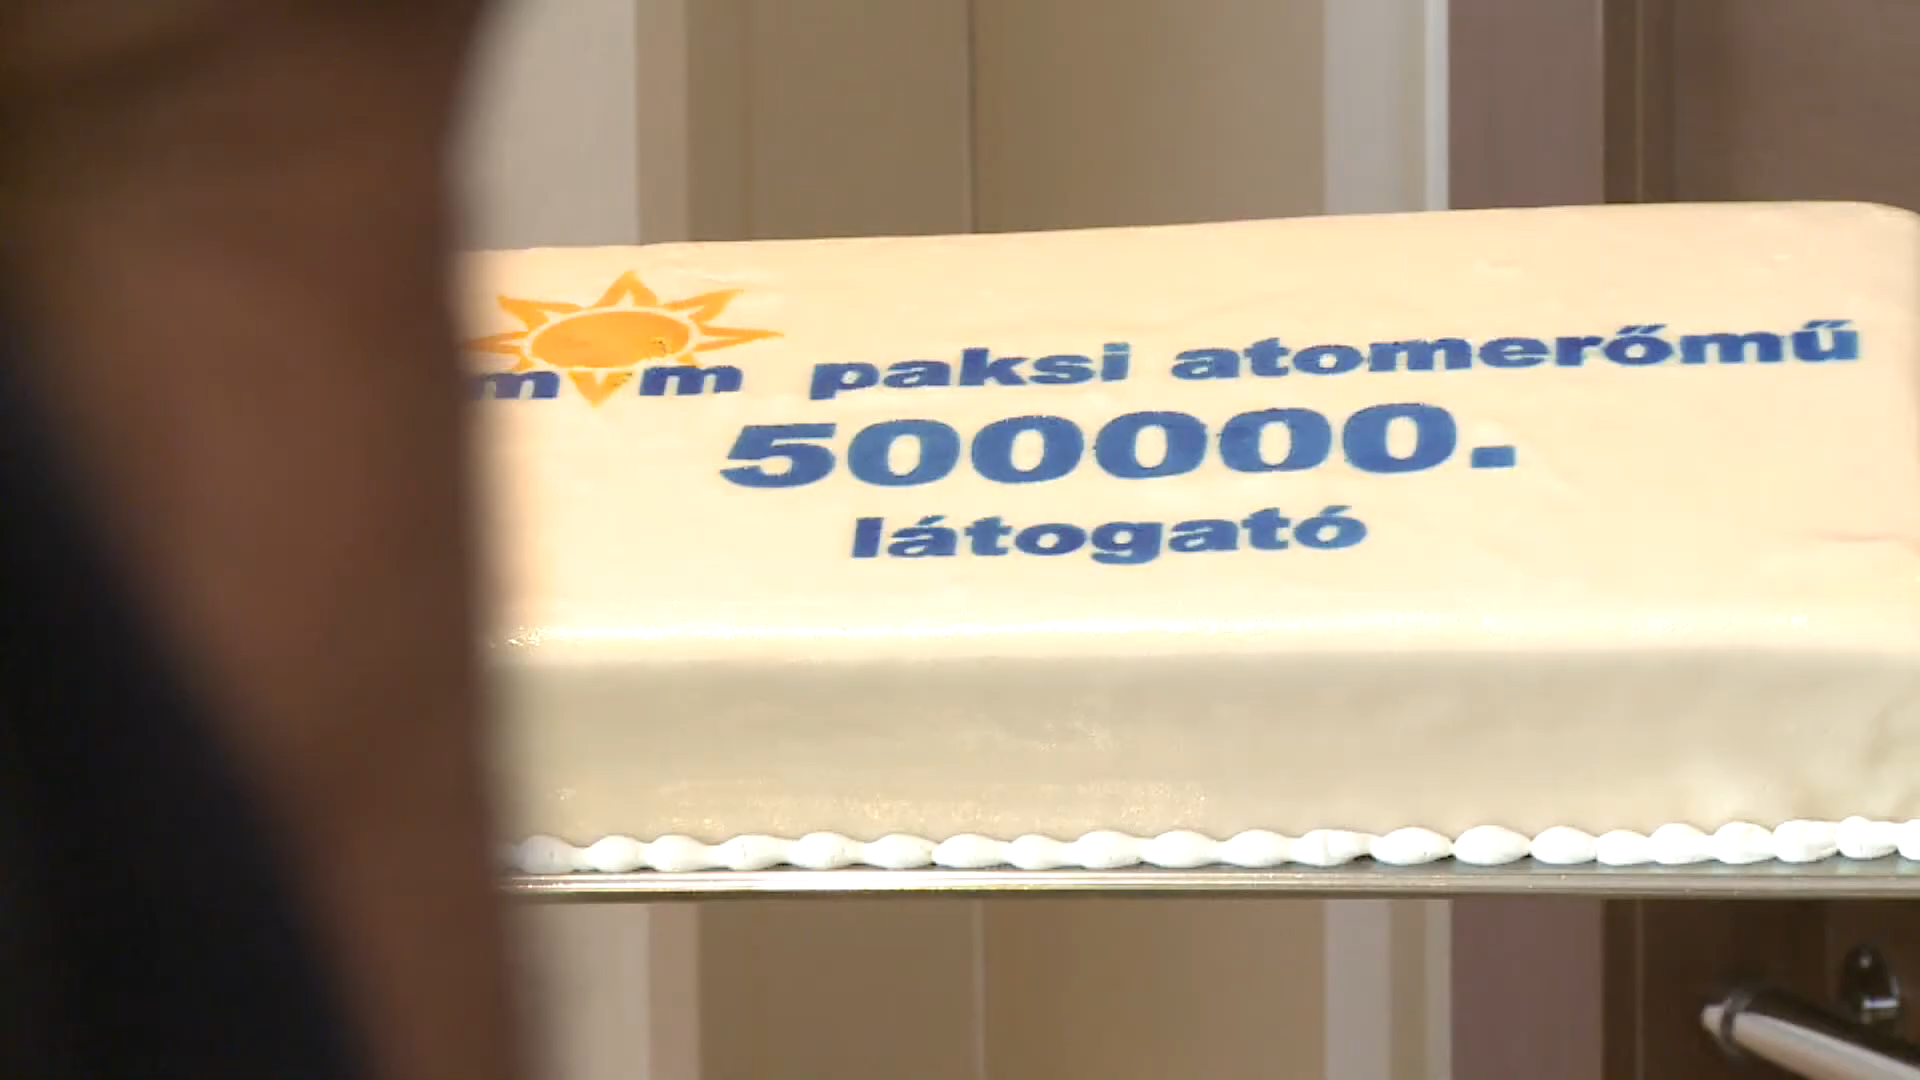 mvm paksi atomerőmű
500000.
látogató